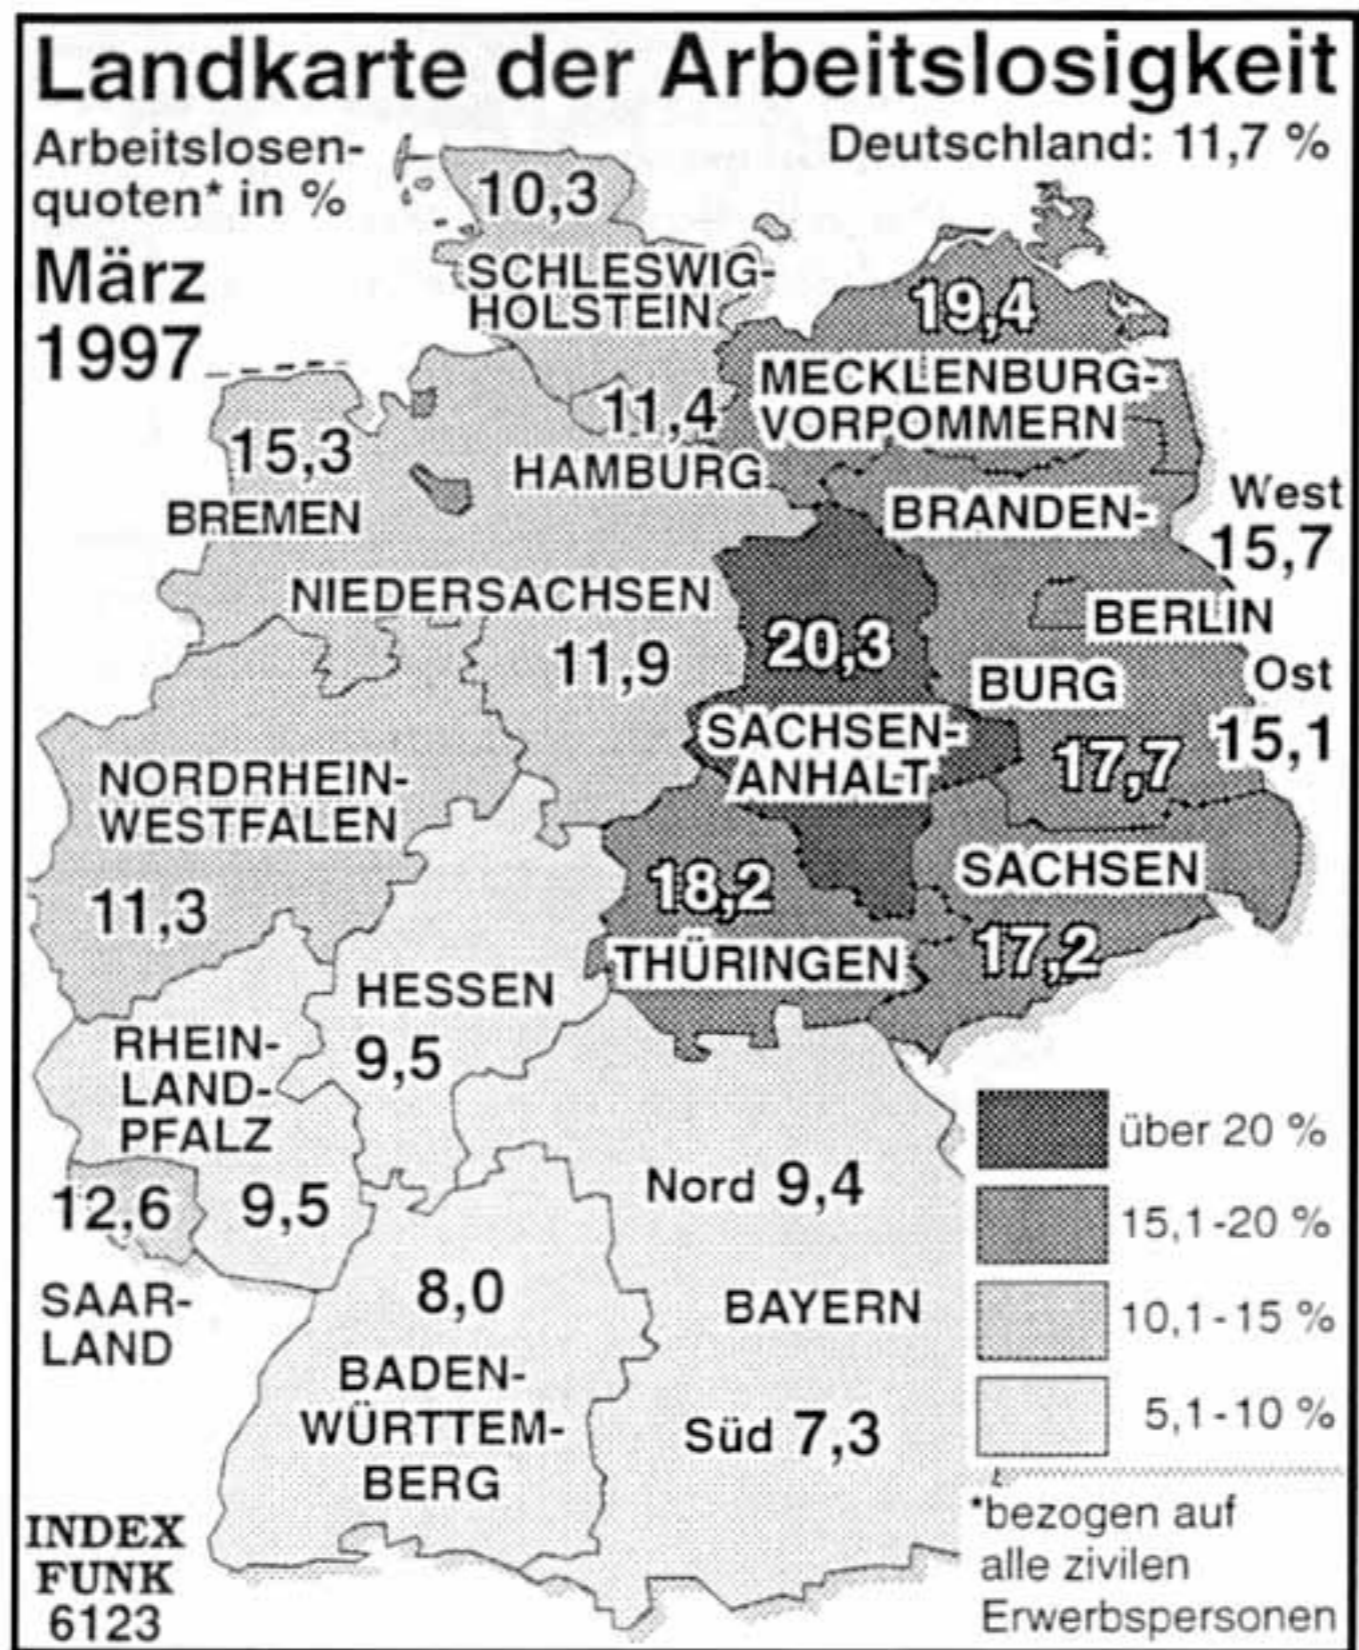 Landkarte der Arbeitslosigkeit
Arbeitslosen-
quoten* in %
Deutschland: 11,7 %
März
1997
10,3
SCHLESWIG-
HOLSTEIN
19,4
MECKLENBURG-
VORPOMMERN
11,4
HAMBURG
15,3
BREMEN
BRANDEN-
BURG
17,7
West
15,7
BERLIN
Ost
15,1
NIEDERSACHSEN
11,9
20,3
SACHSEN-
ANHALT
NORDRHEIN-
WESTFALEN
11,3
SACHSEN
17,2
18,2
THÜRINGEN
HESSEN
9,5
RHEIN-
LAND-
PFALZ
9,5
12,6
SAAR-
LAND
Nord 9,4
BAYERN
Süd 7,3
8,0
BADEN-
WÜRTTEM-
BERG
über 20 %
15,1-20 %
10,1-15 %
5,1-10 %
*bezogen auf
alle zivilen
Erwerbspersonen
INDEX
FUNK
6123